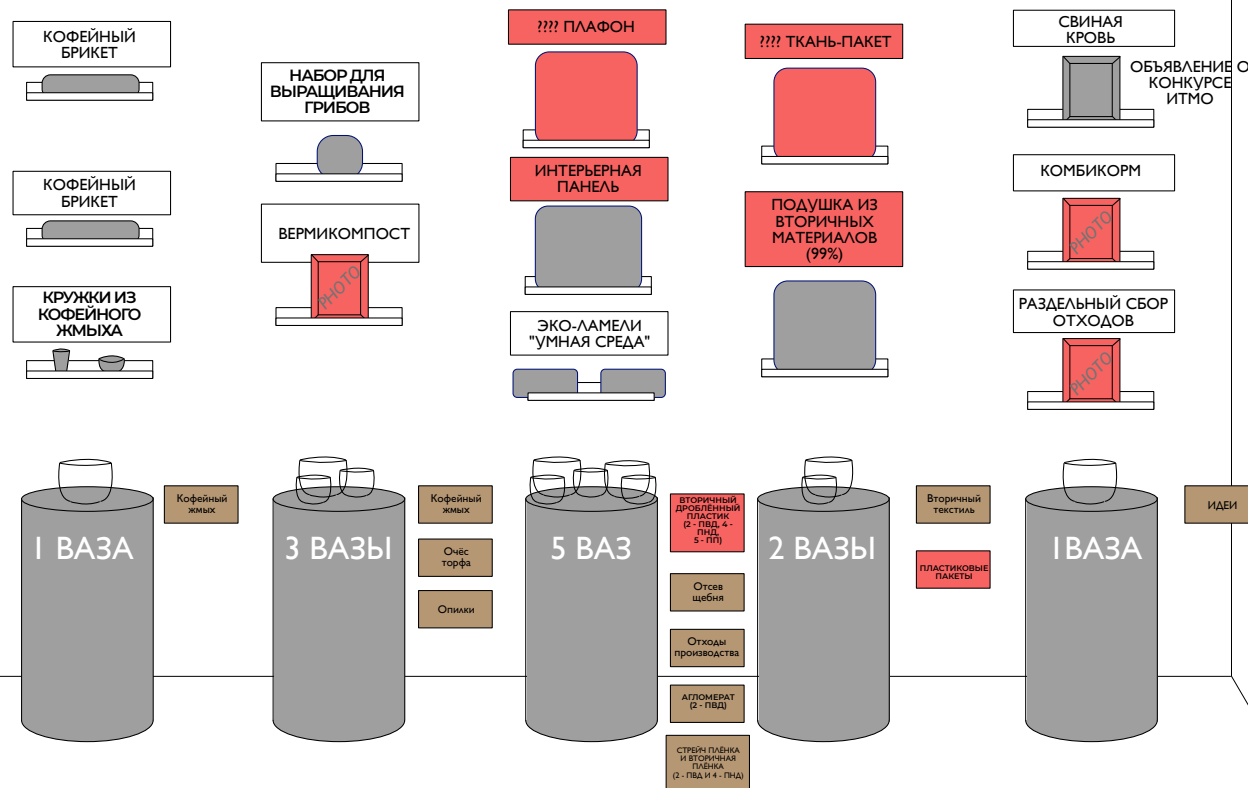 КОФЕЙНЫЙ
БРИКЕТ
КОФЕЙНЫЙ
БРИКЕТ
КРУЖКИ ИЗ
КОФЕЙНОГО
ЖМЫХА
НАБОР ДЛЯ
ВЫРАЩИВАНИЯ
ГРИБОВ
ВЕРМИКОМПОСТ
PHOTO
???? ПЛАФОН
ИНТЕРЬЕРНАЯ
ПАНЕЛЬ
ЭКО-ЛАМЕЛИ
"УМНАЯ СРЕДА"
???? ТКАНЬ-ПАКЕТ
ПОДУШКА ИЗ
ВТОРИЧНЫХ
МАТЕРИАЛОВ
(99%)
СВИНАЯ
КРОВЬ
ОБЪЯВЛЕНИЕ О
КОНКУРСЕ
ИТМО
КОМБИКОРМ
PHOTO
РАЗДЕЛЬНЫЙ СБОР
ОТХОДОВ
PHOTO
1 ВАЗА
Кофейный
жмых
3 ВАЗЫ
Кофейный
жмых
Очёс
торфа
Опилки
5 ВАЗ
ВТОРИЧНЫЙ
ДРОБЛЁННЫЙ
ПЛАСТИК
(2 - ПВД, 4 -
ПНД,
5 - ПП)
Отсев
щебня
Отходы
производства
АГЛОМЕРАТ
(2 - ПВД)
СТРЕЙЧ ПЛЁНКА
И ВТОРИЧНАЯ
ПЛЁНКА
(2 - ПВД И 4 - ПНД)
2 ВАЗЫ
Вторичный
текстиль
ПЛАСТИКОВЫЕ
ПАКЕТЫ
1ВАЗА
ИДЕИ